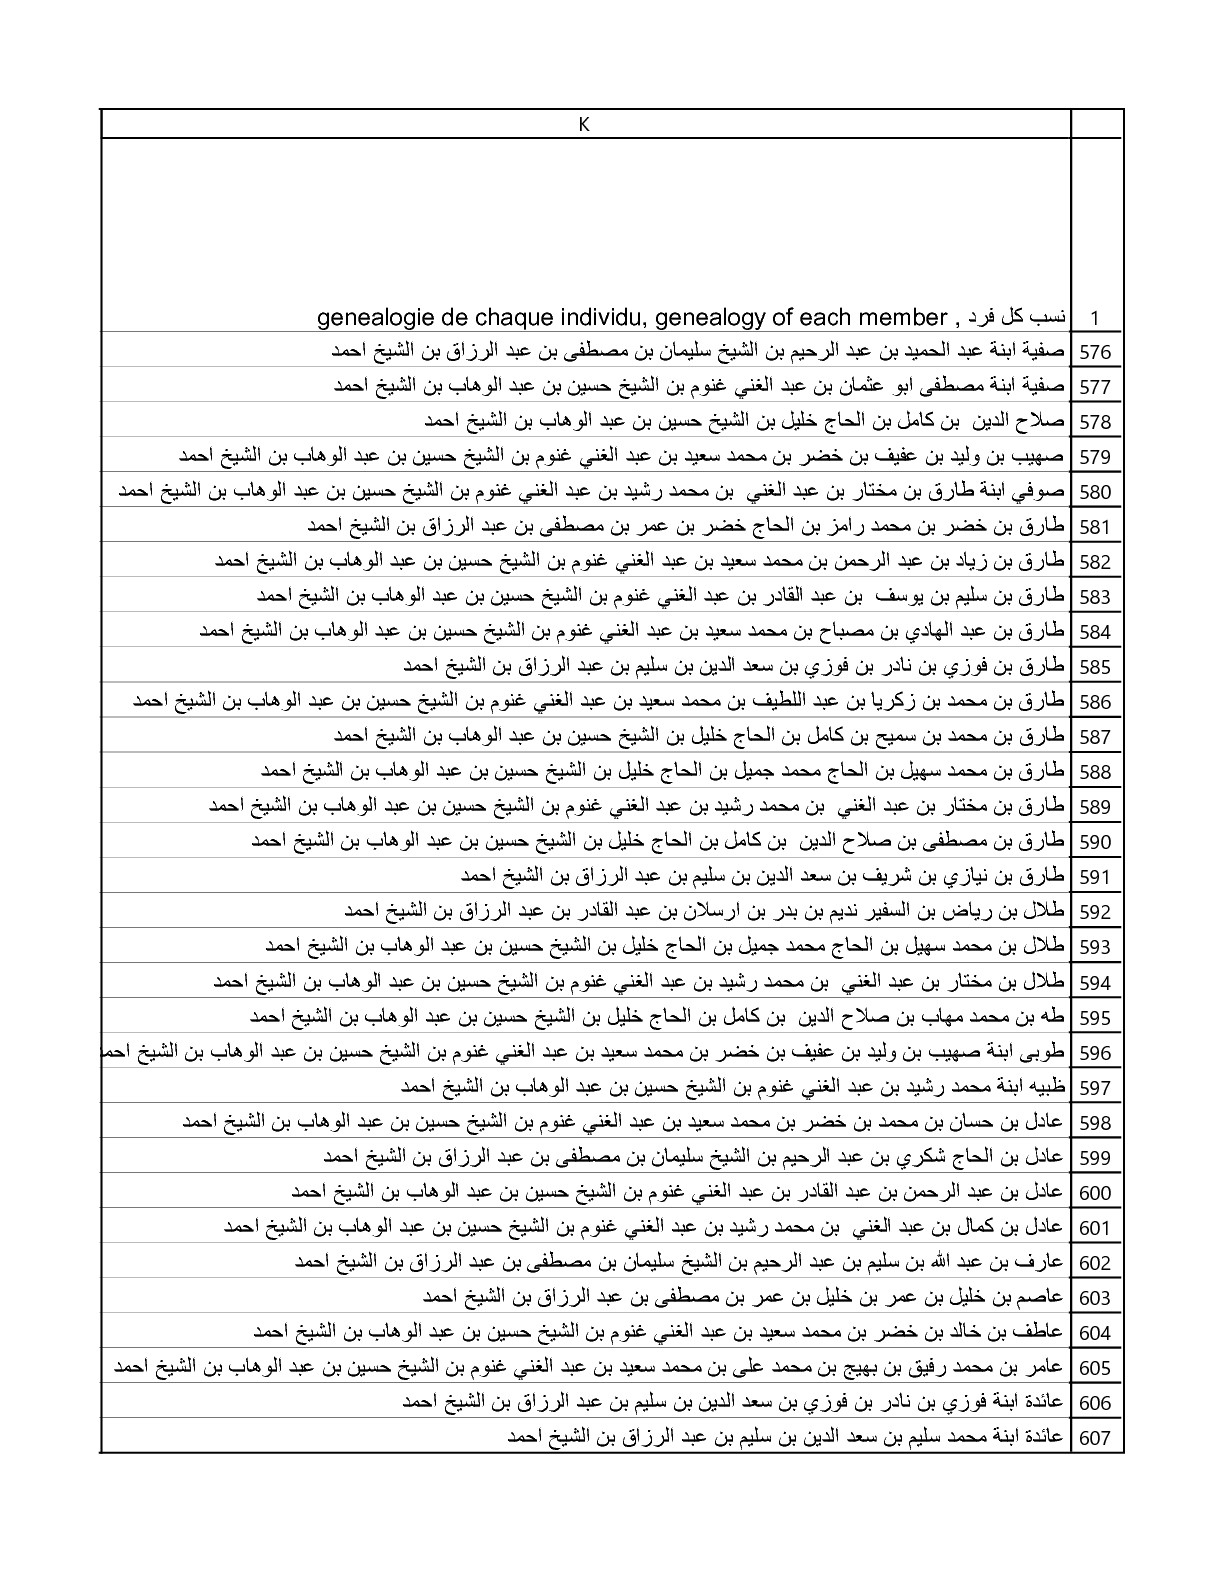 K
1 نسب كل فرد , genealogie de chaque individu, genealogy of each member
576 صفية ابنة عبد الحميد بن عبد الرحيم بن الشيخ سليمان بن مصطفى بن عبد الرزاق بن الشيخ احمد
577 صفية ابنة مصطفى ابو عثمان بن عبد الغني غنوم بن الشيخ حسين بن عبد الوهاب بن الشيخ احمد
578 صلاح الدين بن كامل بن الحاج خليل بن الشيخ حسين بن عبد الوهاب بن الشيخ احمد
579 صهيب بن وليد بن عفيف بن خضر بن محمد سعيد بن عبد الغني غنوم بن الشيخ حسين بن عبد الوهاب بن الشيخ احمد
580 صوفي ابنة طارق بن مختار بن عبد الغني بن محمد رشيد بن عبد الغني غنوم بن الشيخ حسين بن عبد الوهاب بن الشيخ احمد
581 طارق بن خضر بن محمد رامز بن الحاج خضر بن عمر بن مصطفى بن عبد الرزاق بن الشيخ احمد
582 طارق بن زياد بن عبد الرحمن بن محمد سعيد بن عبد الغني غنوم بن الشيخ حسين بن عبد الوهاب بن الشيخ احمد
583 طارق بن سليم بن يوسف بن عبد القادر بن عبد الغني غنوم بن الشيخ حسين بن عبد الوهاب بن الشيخ احمد
584 طارق بن عبد الهادي بن مصباح بن محمد سعيد بن عبد الغني غنوم بن الشيخ حسين بن عبد الوهاب بن الشيخ احمد
585 طارق بن فوزي بن نادر بن فوزي بن سعد الدين بن سليم بن عبد الرزاق بن الشيخ احمد
586 طارق بن محمد بن زكريا بن عبد اللطيف بن محمد سعيد بن عبد الغني غنوم بن الشيخ حسين بن عبد الوهاب بن الشيخ احمد
587 طارق بن محمد بن سميح بن كامل بن الحاج خليل بن الشيخ حسين بن عبد الوهاب بن الشيخ احمد
588 طارق بن محمد سهيل بن الحاج محمد جميل بن الحاج خليل بن الشيخ حسين بن عبد الوهاب بن الشيخ احمد
589 طارق بن مختار بن عبد الغني بن محمد رشيد بن عبد الغني غنوم بن الشيخ حسين بن عبد الوهاب بن الشيخ احمد
590 طارق بن مصطفى بن صلاح الدين بن كامل بن الحاج خليل بن الشيخ حسين بن عبد الوهاب بن الشيخ احمد
591 طارق بن نيازي بن شريف بن سعد الدين بن سليم بن عبد الرزاق بن الشيخ احمد
592 طلال بن رياض بن السفير نديم بن بدر بن ارسلان بن عبد القادر بن عبد الرزاق بن الشيخ احمد
593 طلال بن محمد سهيل بن الحاج محمد جميل بن الحاج خليل بن الشيخ حسين بن عبد الوهاب بن الشيخ احمد
594 طلال بن مختار بن عبد الغني بن محمد رشيد بن عبد الغني غنوم بن الشيخ حسين بن عبد الوهاب بن الشيخ احمد
595 طه بن محمد مهاب بن صلاح الدين بن كامل بن الحاج خليل بن الشيخ حسين بن عبد الوهاب بن الشيخ احمد
596 طوبى ابنة صهيب بن وليد بن عفيف بن خضر بن محمد سعيد بن عبد الغني غنوم بن الشيخ حسين بن عبد الوهاب بن الشيخ احمد
597 ظبيه ابنة محمد رشيد بن عبد الغني غنوم بن الشيخ حسين بن عبد الوهاب بن الشيخ احمد
598 عادل بن حسان بن محمد بن خضر بن محمد سعيد بن عبد الغني غنوم بن الشيخ حسين بن عبد الوهاب بن الشيخ احمد
599 عادل بن الحاج شكري بن عبد الرحيم بن الشيخ سليمان بن مصطفى بن عبد الرزاق بن الشيخ احمد
600 عادل بن عبد الرحمن بن عبد القادر بن عبد الغني غنوم بن الشيخ حسين بن عبد الوهاب بن الشيخ احمد
601 عادل بن كمال بن عبد الغني بن محمد رشيد بن عبد الغني غنوم بن الشيخ حسين بن عبد الوهاب بن الشيخ احمد
602 عارف بن عبد الله بن سليم بن عبد الرحيم بن الشيخ سليمان بن مصطفى بن عبد الرزاق بن الشيخ احمد
603 عاصم بن خليل بن عمر بن خليل بن عمر بن مصطفى بن عبد الرزاق بن الشيخ احمد
604 عاطف بن خالد بن خضر بن محمد سعيد بن عبد الغني غنوم بن الشيخ حسين بن عبد الوهاب بن الشيخ احمد
605 عامر بن محمد رفيق بن بهيج بن محمد على بن محمد سعيد بن عبد الغني غنوم بن الشيخ حسين بن عبد الوهاب بن الشيخ احمد
606 عائدة ابنة فوزي بن نادر بن فوزي بن سعد الدين بن سليم بن عبد الرزاق بن الشيخ احمد
607 عائدة ابنة محمد سليم بن سعد الدين بن سليم بن عبد الرزاق بن الشيخ احمد